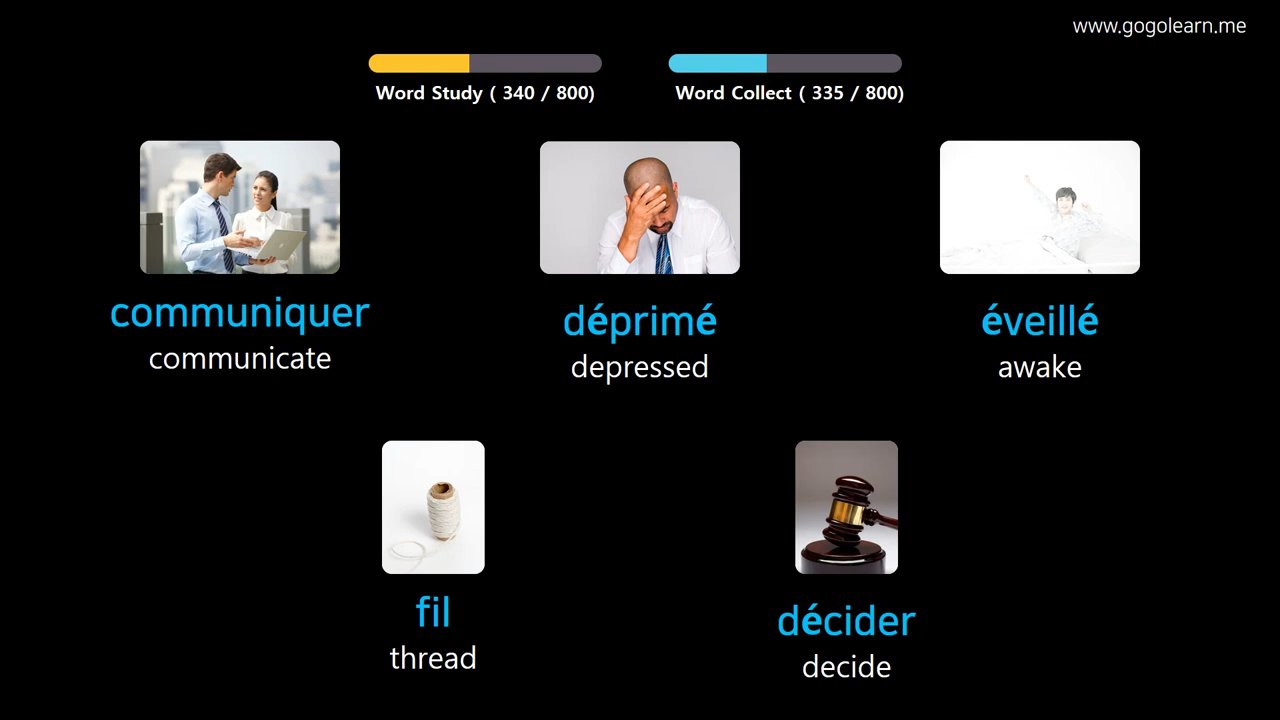 www.gogolearn.me
Word Study ( 340 / 800)
Word Collect ( 335 / 800)
communiquer
communicate
déprimé
depressed
éveillé
awake
fil
thread
décider
decide